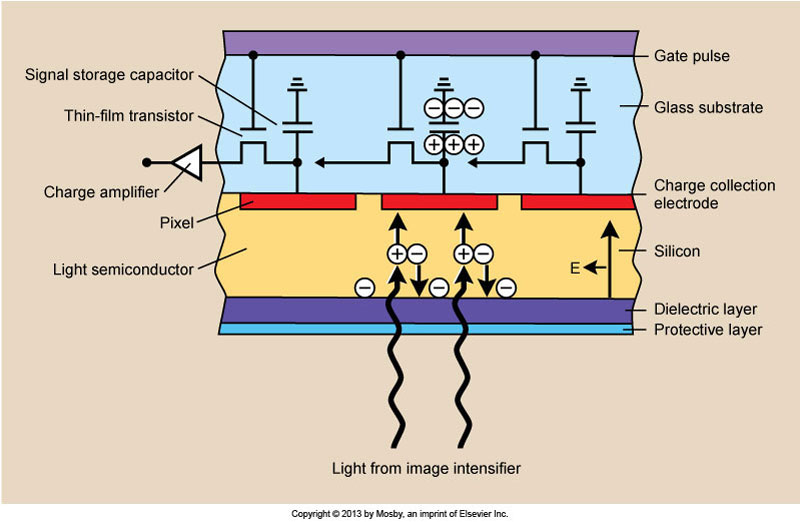 Gate pulse
Signal storage capacitor
Glass substrate
Thin-film transistor
Charge amplifier
Charge collection
electrode
Pixel
Silicon
Light semiconductor
E
Dielectric layer
Protective layer
Light from image intensifier
Copyright © 2013 by Mosby, an imprint of Elsevier Inc.